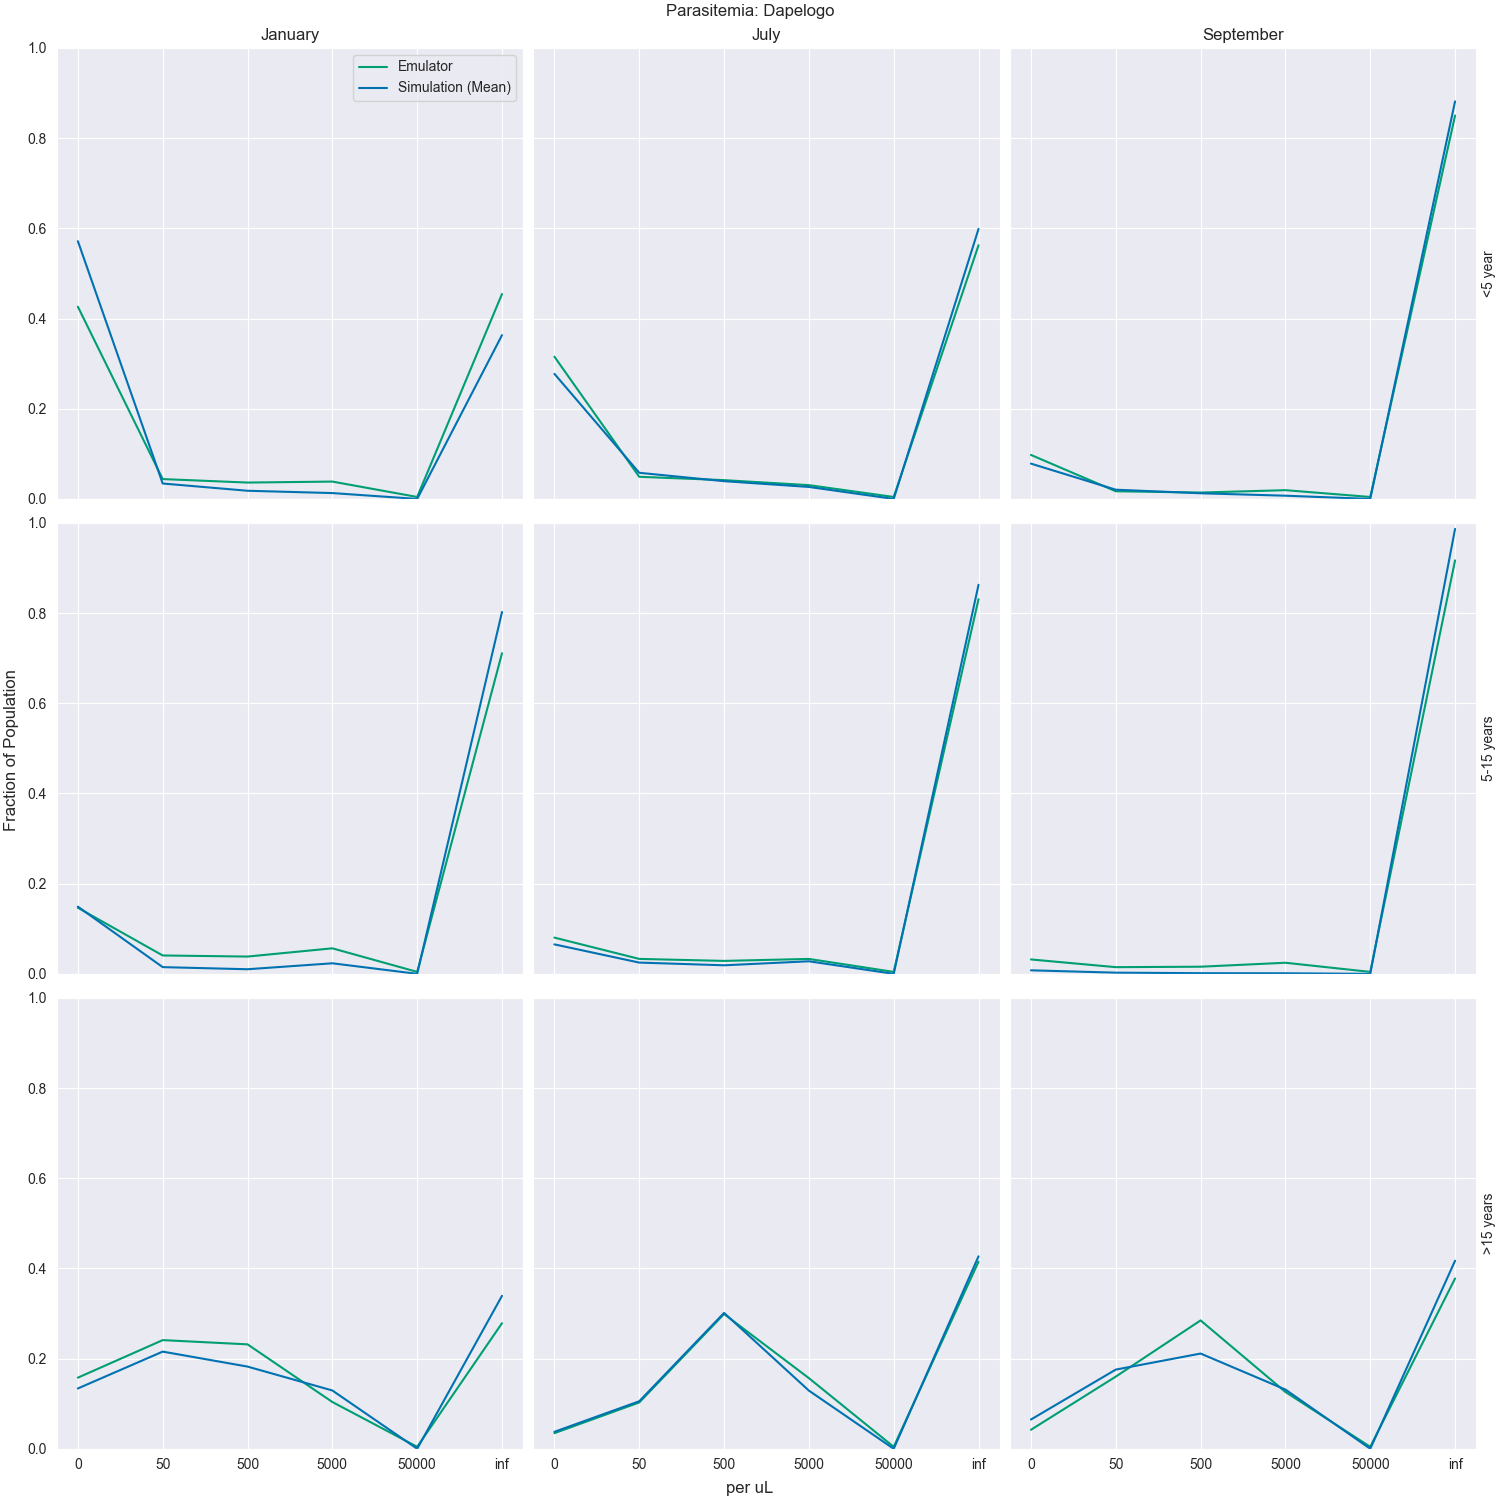 Parasitemia: Dapelogo
January July September
Emulator
Simulation (Mean)
1.0
0.8
0.6
0.4
0.2
0.0
<5 year
1.0
0.8
0.6
0.4
0.2
0.0
Fraction of Population
5-15 years
1.0
0.8
0.6
0.4
0.2
0.0
>15 years
0 50 500 5000 50000 inf 0 50 500 5000 50000 inf 0 50 500 5000 50000 inf
per uL